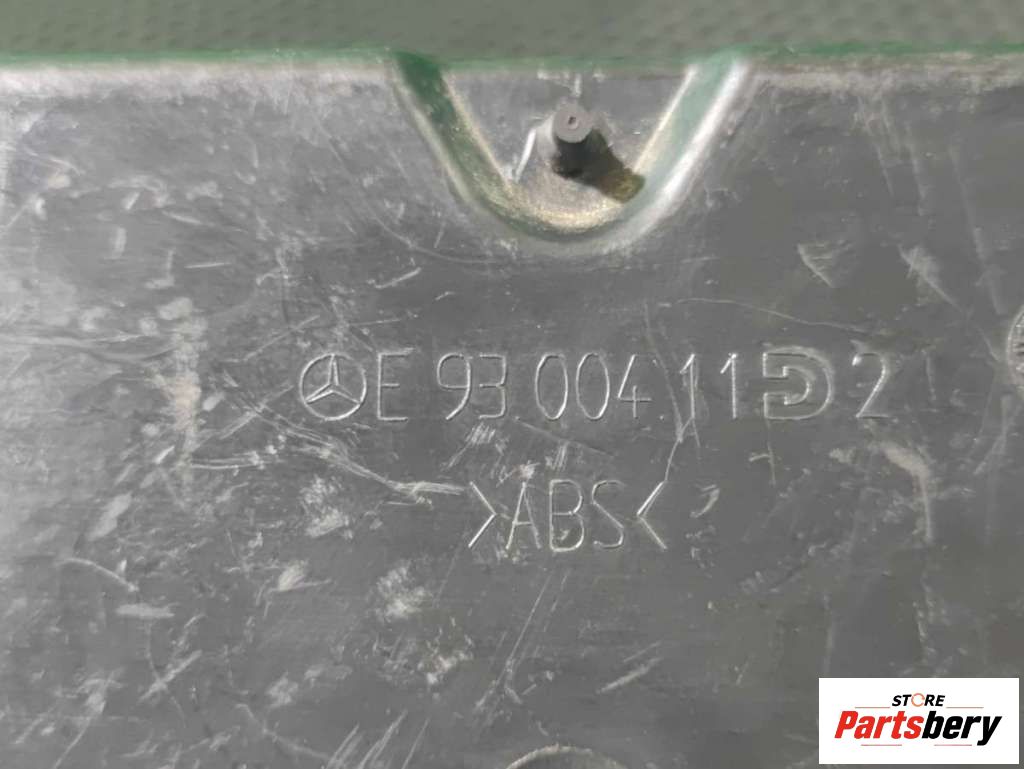 E 93 004 11 D 2
>ABS<
STORE
Partsbery